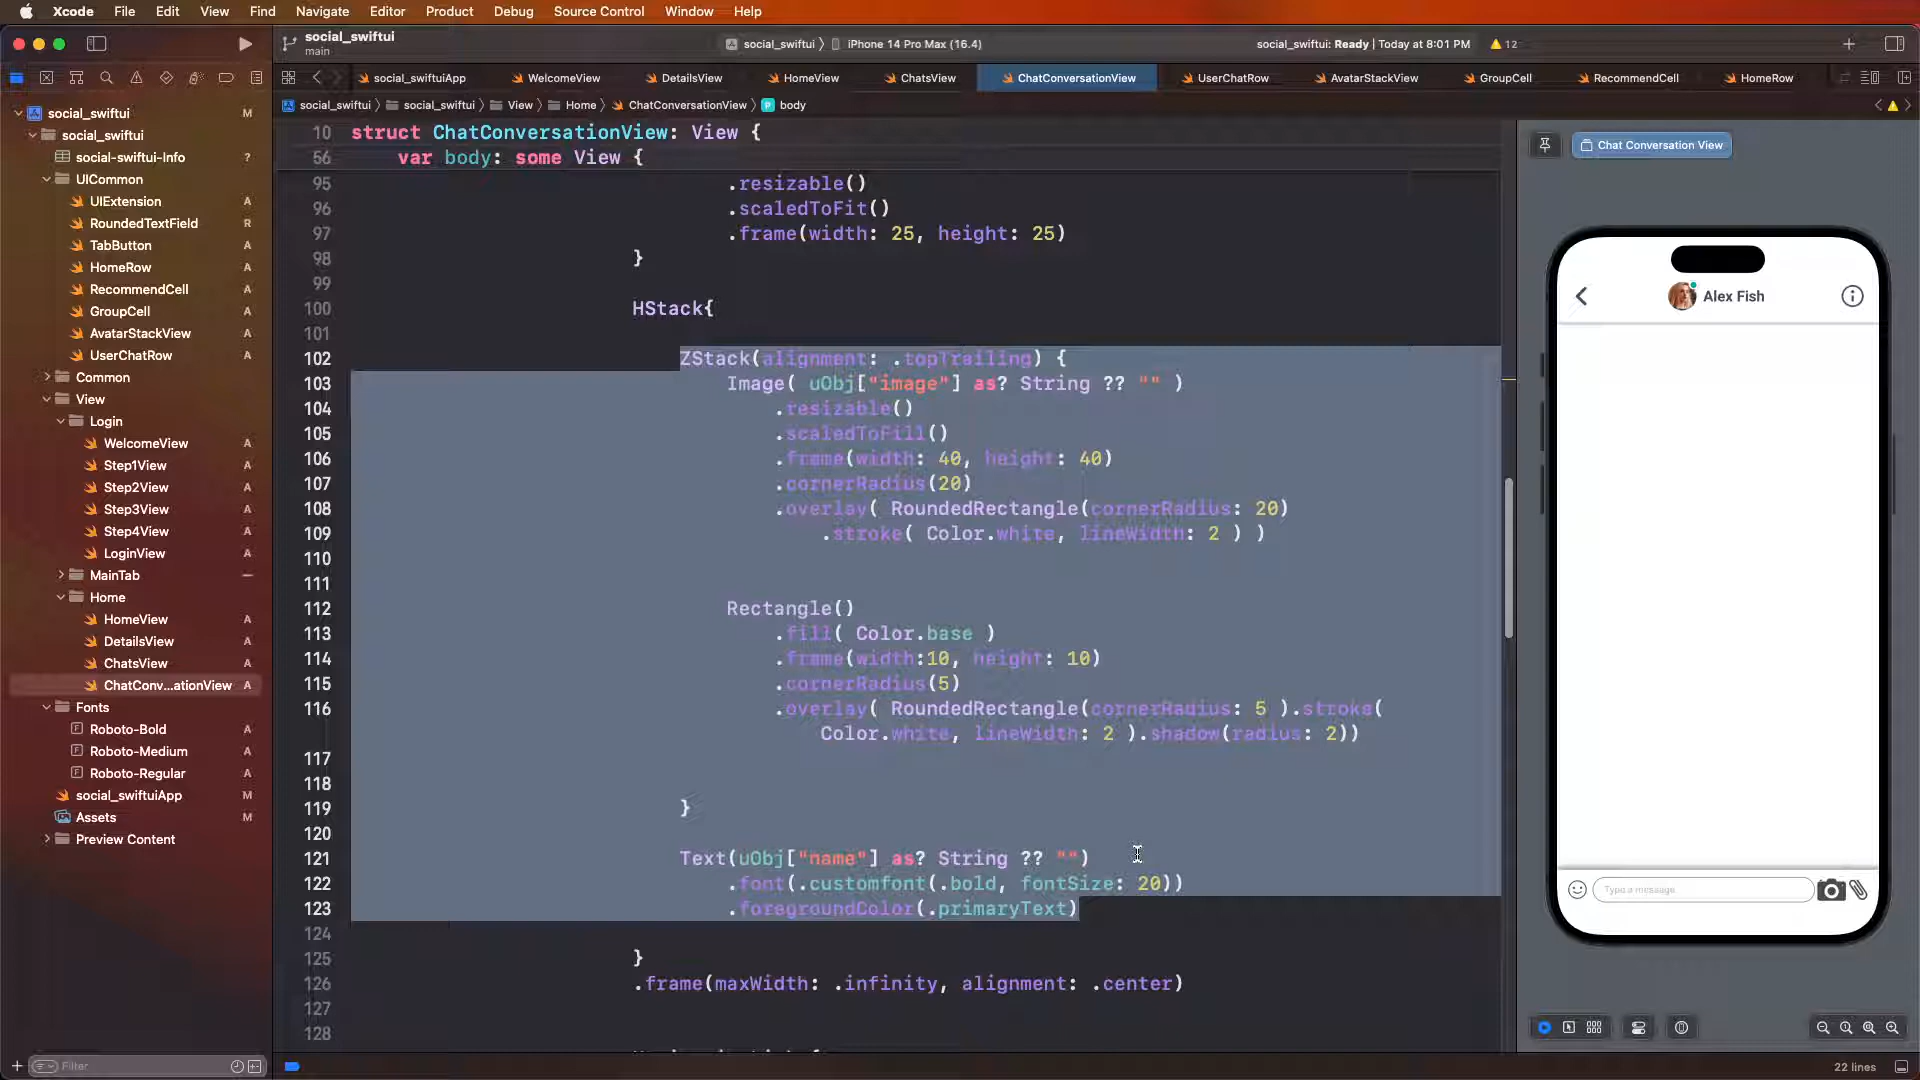 Xcode File Edit View Find Navigate Editor Product Debug Source Control Window Help
social_swiftui
main
social_swiftui 〉 iPhone 14 Pro Max (16.4)
social_swiftui: Ready | Today at 8:01 PM
12
social_swiftuiApp WelcomeView DetailsView HomeView ChatsView ChatConversationView UserChatRow AvatarStackView GroupCell RecommendCell HomeRow
social_swiftui 〉 social_swiftui 〉 View 〉 Home 〉 ChatConversationView 〉 P body
social_swiftui M
social_swiftui
social-swiftui-Info ?
UICommon
UIExtension A
RoundedTextField R
TabButton A
HomeRow A
RecommendCell A
GroupCell A
AvatarStackView A
UserChatRow A
Common
View
Login
WelcomeView A
Step1View A
Step2View A
Step3View A
Step4View A
LoginView A
MainTab
Home
HomeView A
DetailsView A
ChatsView A
ChatConv...ationView A
Fonts
F Roboto-Bold A
F Roboto-Medium A
F Roboto-Regular A
social_swiftuiApp M
Assets M
Preview Content
Filter
10 struct ChatConversationView: View {
56 var body: some View {
95 .resizable()
96 .scaledToFit()
97 .frame(width: 25, height: 25)
98 }
99
100 HStack{
101
102 ZStack(alignment: .topTrailing) {
103 Image( uObj["image"] as? String ?? "" )
104 .resizable()
105 .scaledToFill()
106 .frame(width: 40, height: 40)
107 .cornerRadius(20)
108 .overlay( RoundedRectangle(cornerRadius: 20)
109 .stroke( Color.white, lineWidth: 2 ) )
110
111
112 Rectangle()
113 .fill( Color.base )
114 .frame(width:10, height: 10)
115 .cornerRadius(5)
116 .overlay( RoundedRectangle(cornerRadius: 5 ).stroke(
Color.white, lineWidth: 2 ).shadow(radius: 2))
117
118
119 }
120
121 Text(uObj["name"] as? String ?? "")
122 .font(.customfont(.bold, fontSize: 20))
123 .foregroundColor(.primaryText)
124
125 }
126 .frame(maxWidth: .infinity, alignment: .center)
127
128
Chat Conversation View
Alex Fish
Type a message
22 lines